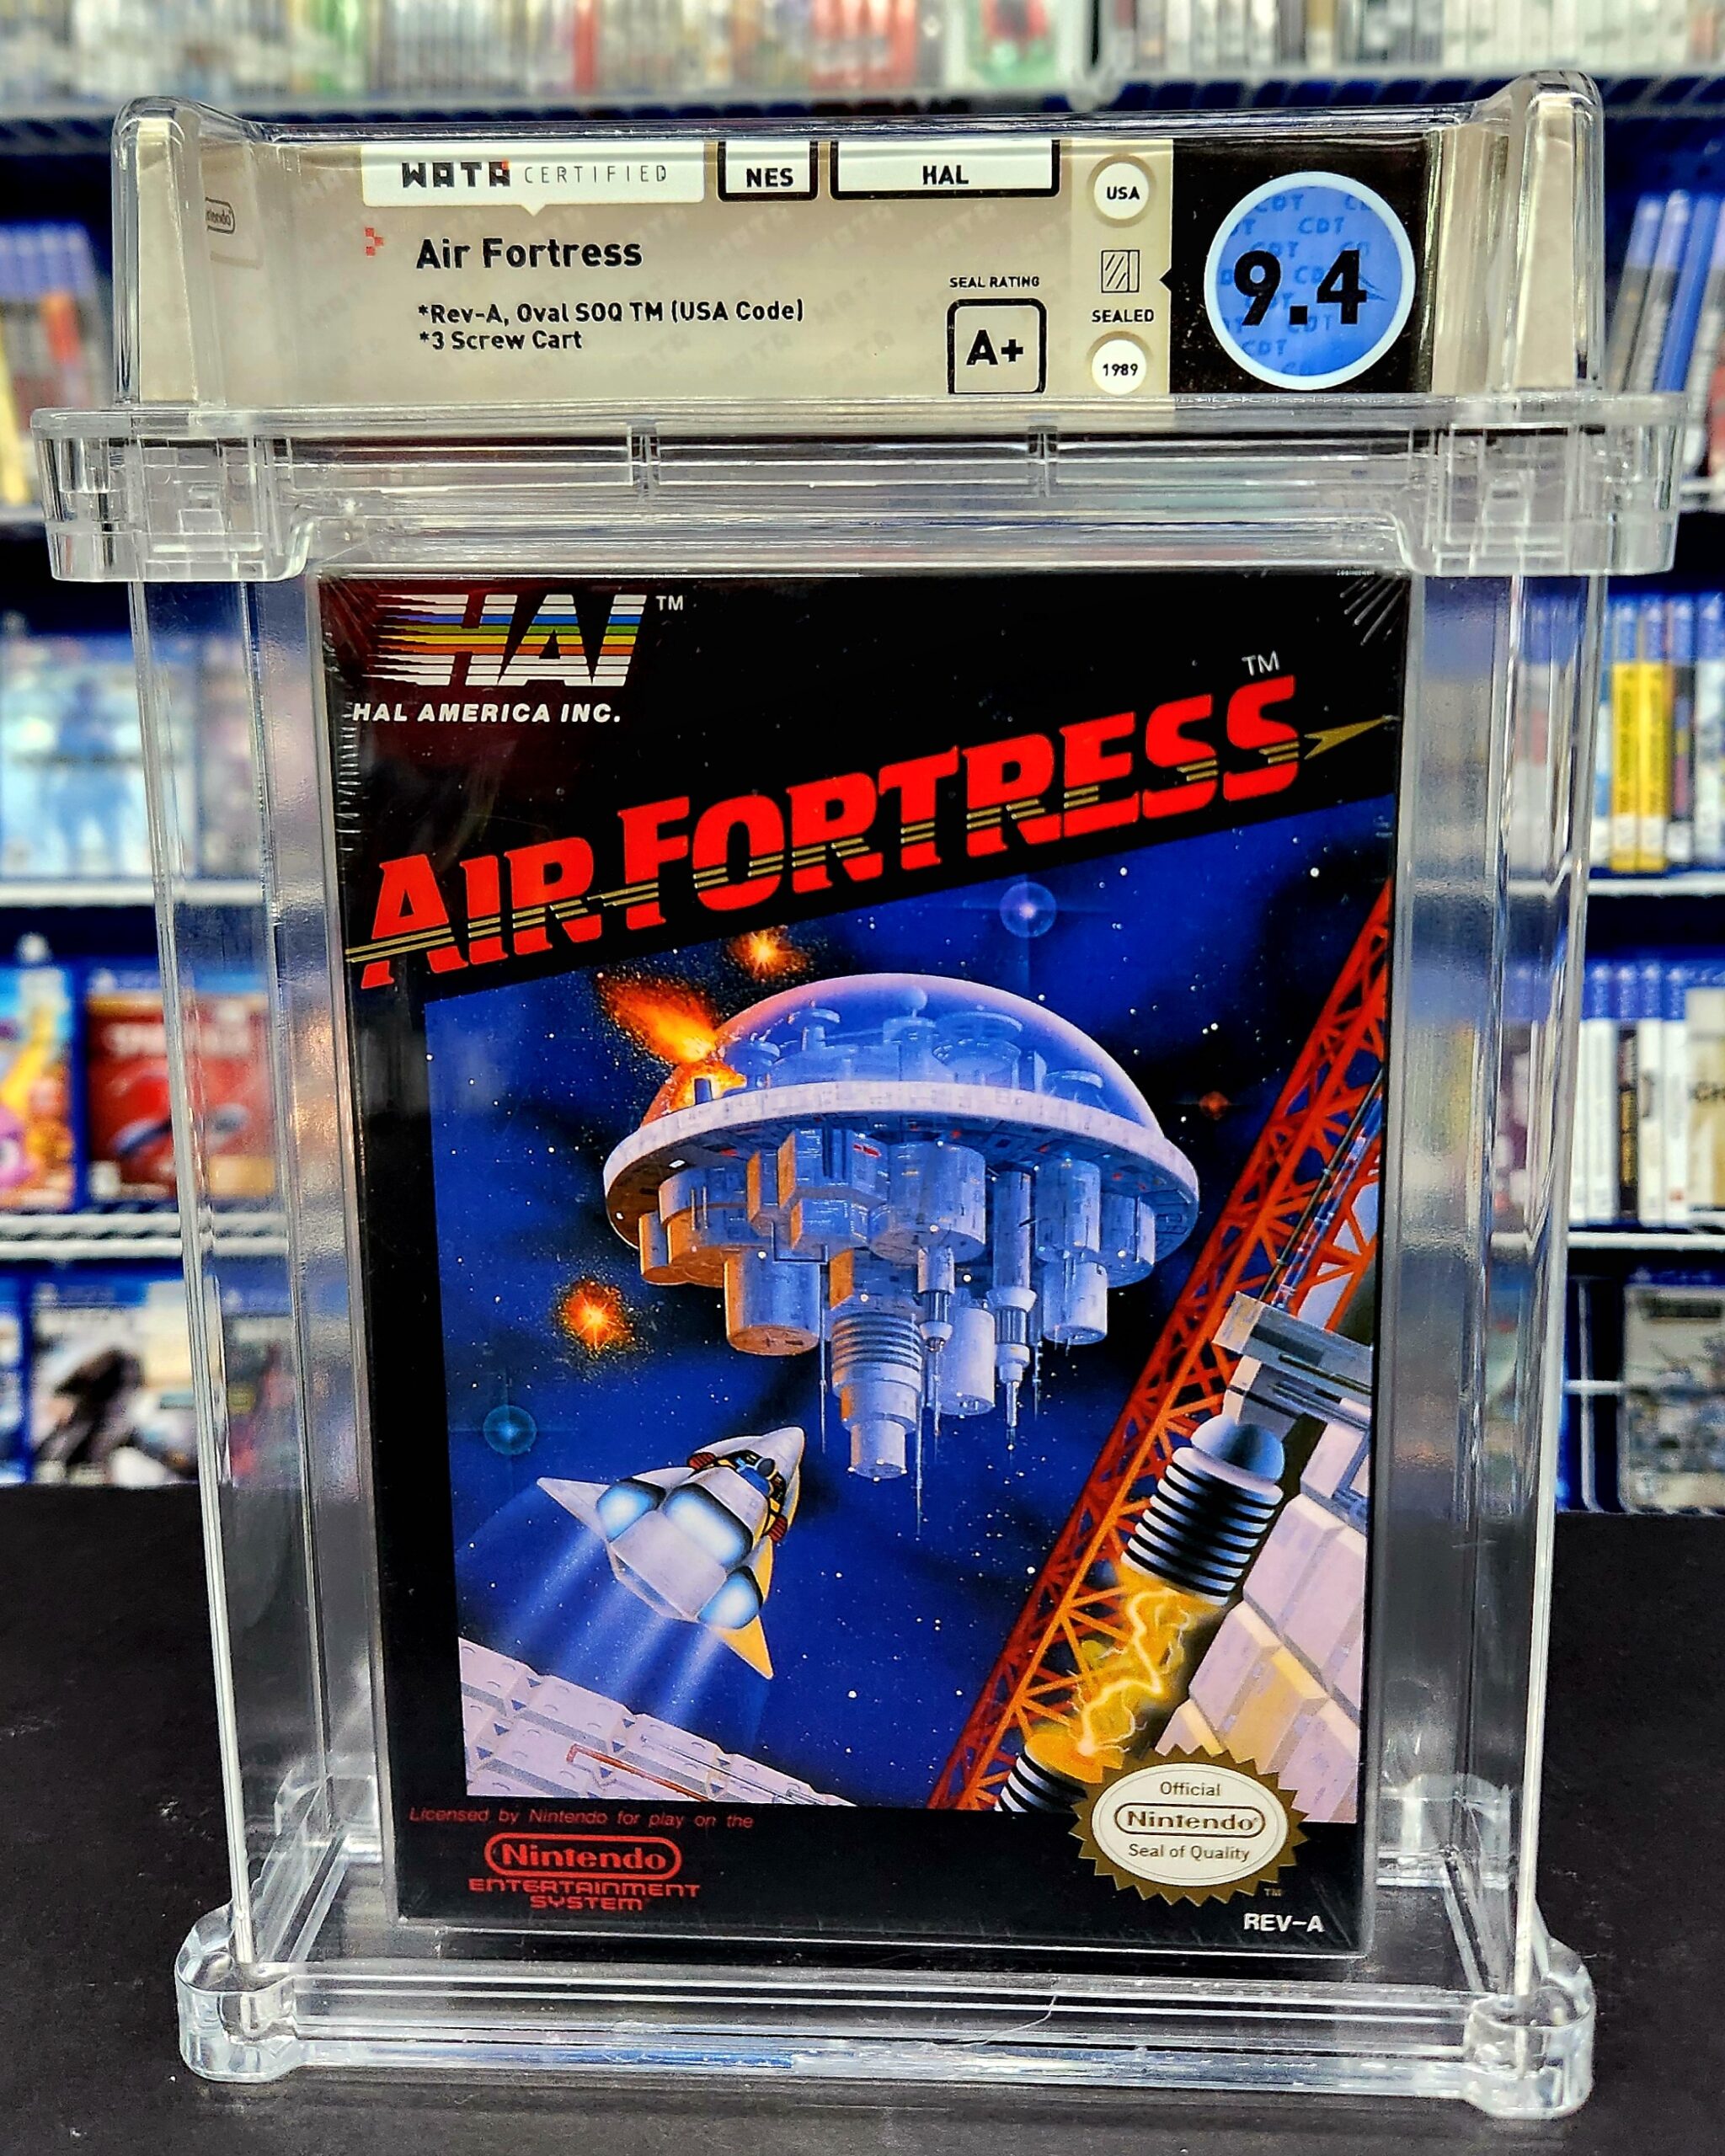 WATA CERTIFIED
NES
HAL
USA
Air Fortress
*Rev-A, Oval SOQ TM (USA Code)
*3 Screw Cart
SEAL RATING
A+
SEALED
1989
9.4
HAL TM
HAL AMERICA INC.
AIR FORTRESS TM
Licensed by Nintendo for play on the
Nintendo
ENTERTAINMENT
SYSTEM
Official
Nintendo®
Seal of Quality
TM
REV-A